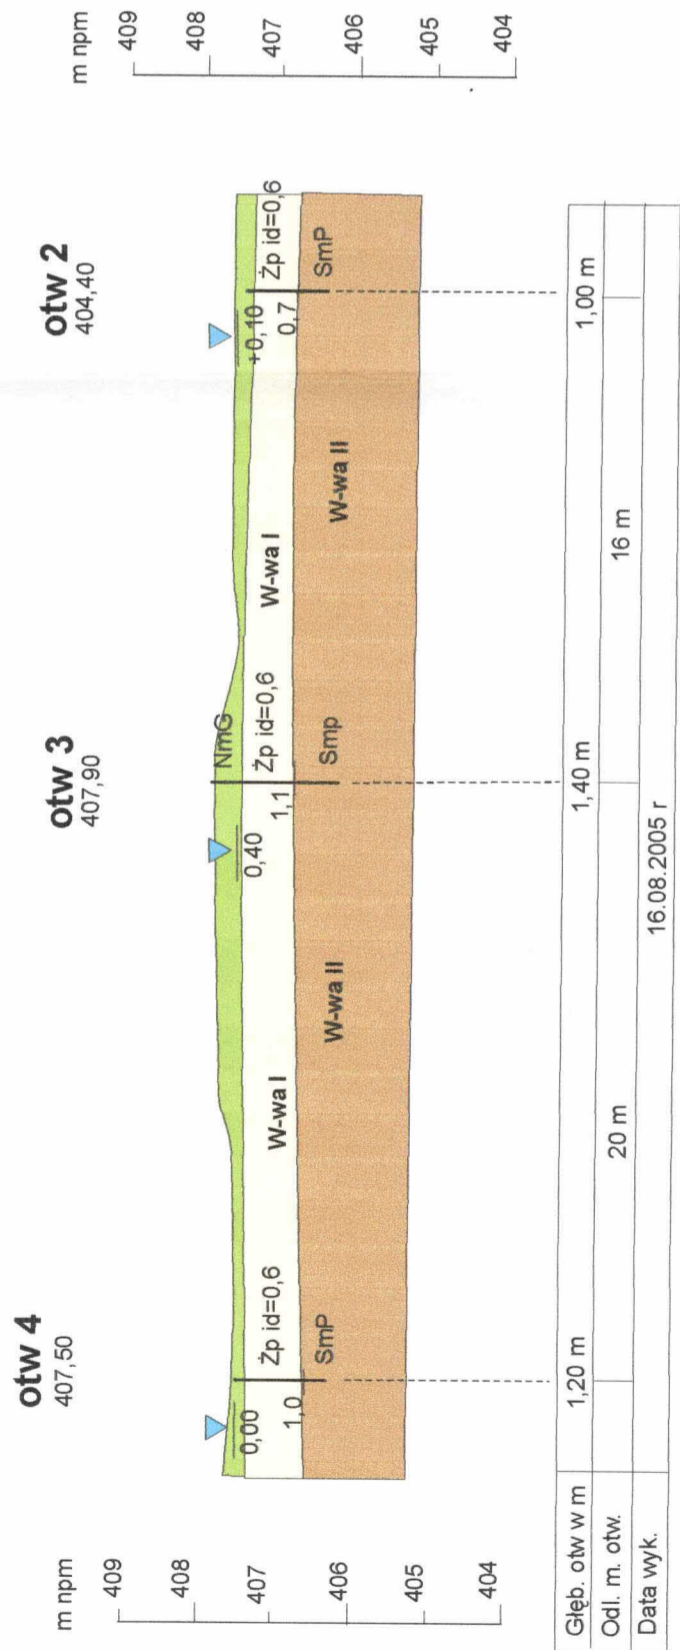 otw 4
407,50
otw 3
407,90
otw 2
404,40
m npm
409
408
407
406
405
404
m npm
409
408
407
406
405
404
0,00
1,0
Żp id=0,6
SmP
W-wa I
W-wa II
0,40
1,1
NmG
Żp id=0,6
Smp
W-wa I
W-wa II
+0,10
0,7
Żp id=0,6
SmP
Głęb. otw w m 1,20 m 1,40 m 1,00 m
Odl. m. otw. 20 m 16 m
Data wyk. 16.08.2005 r